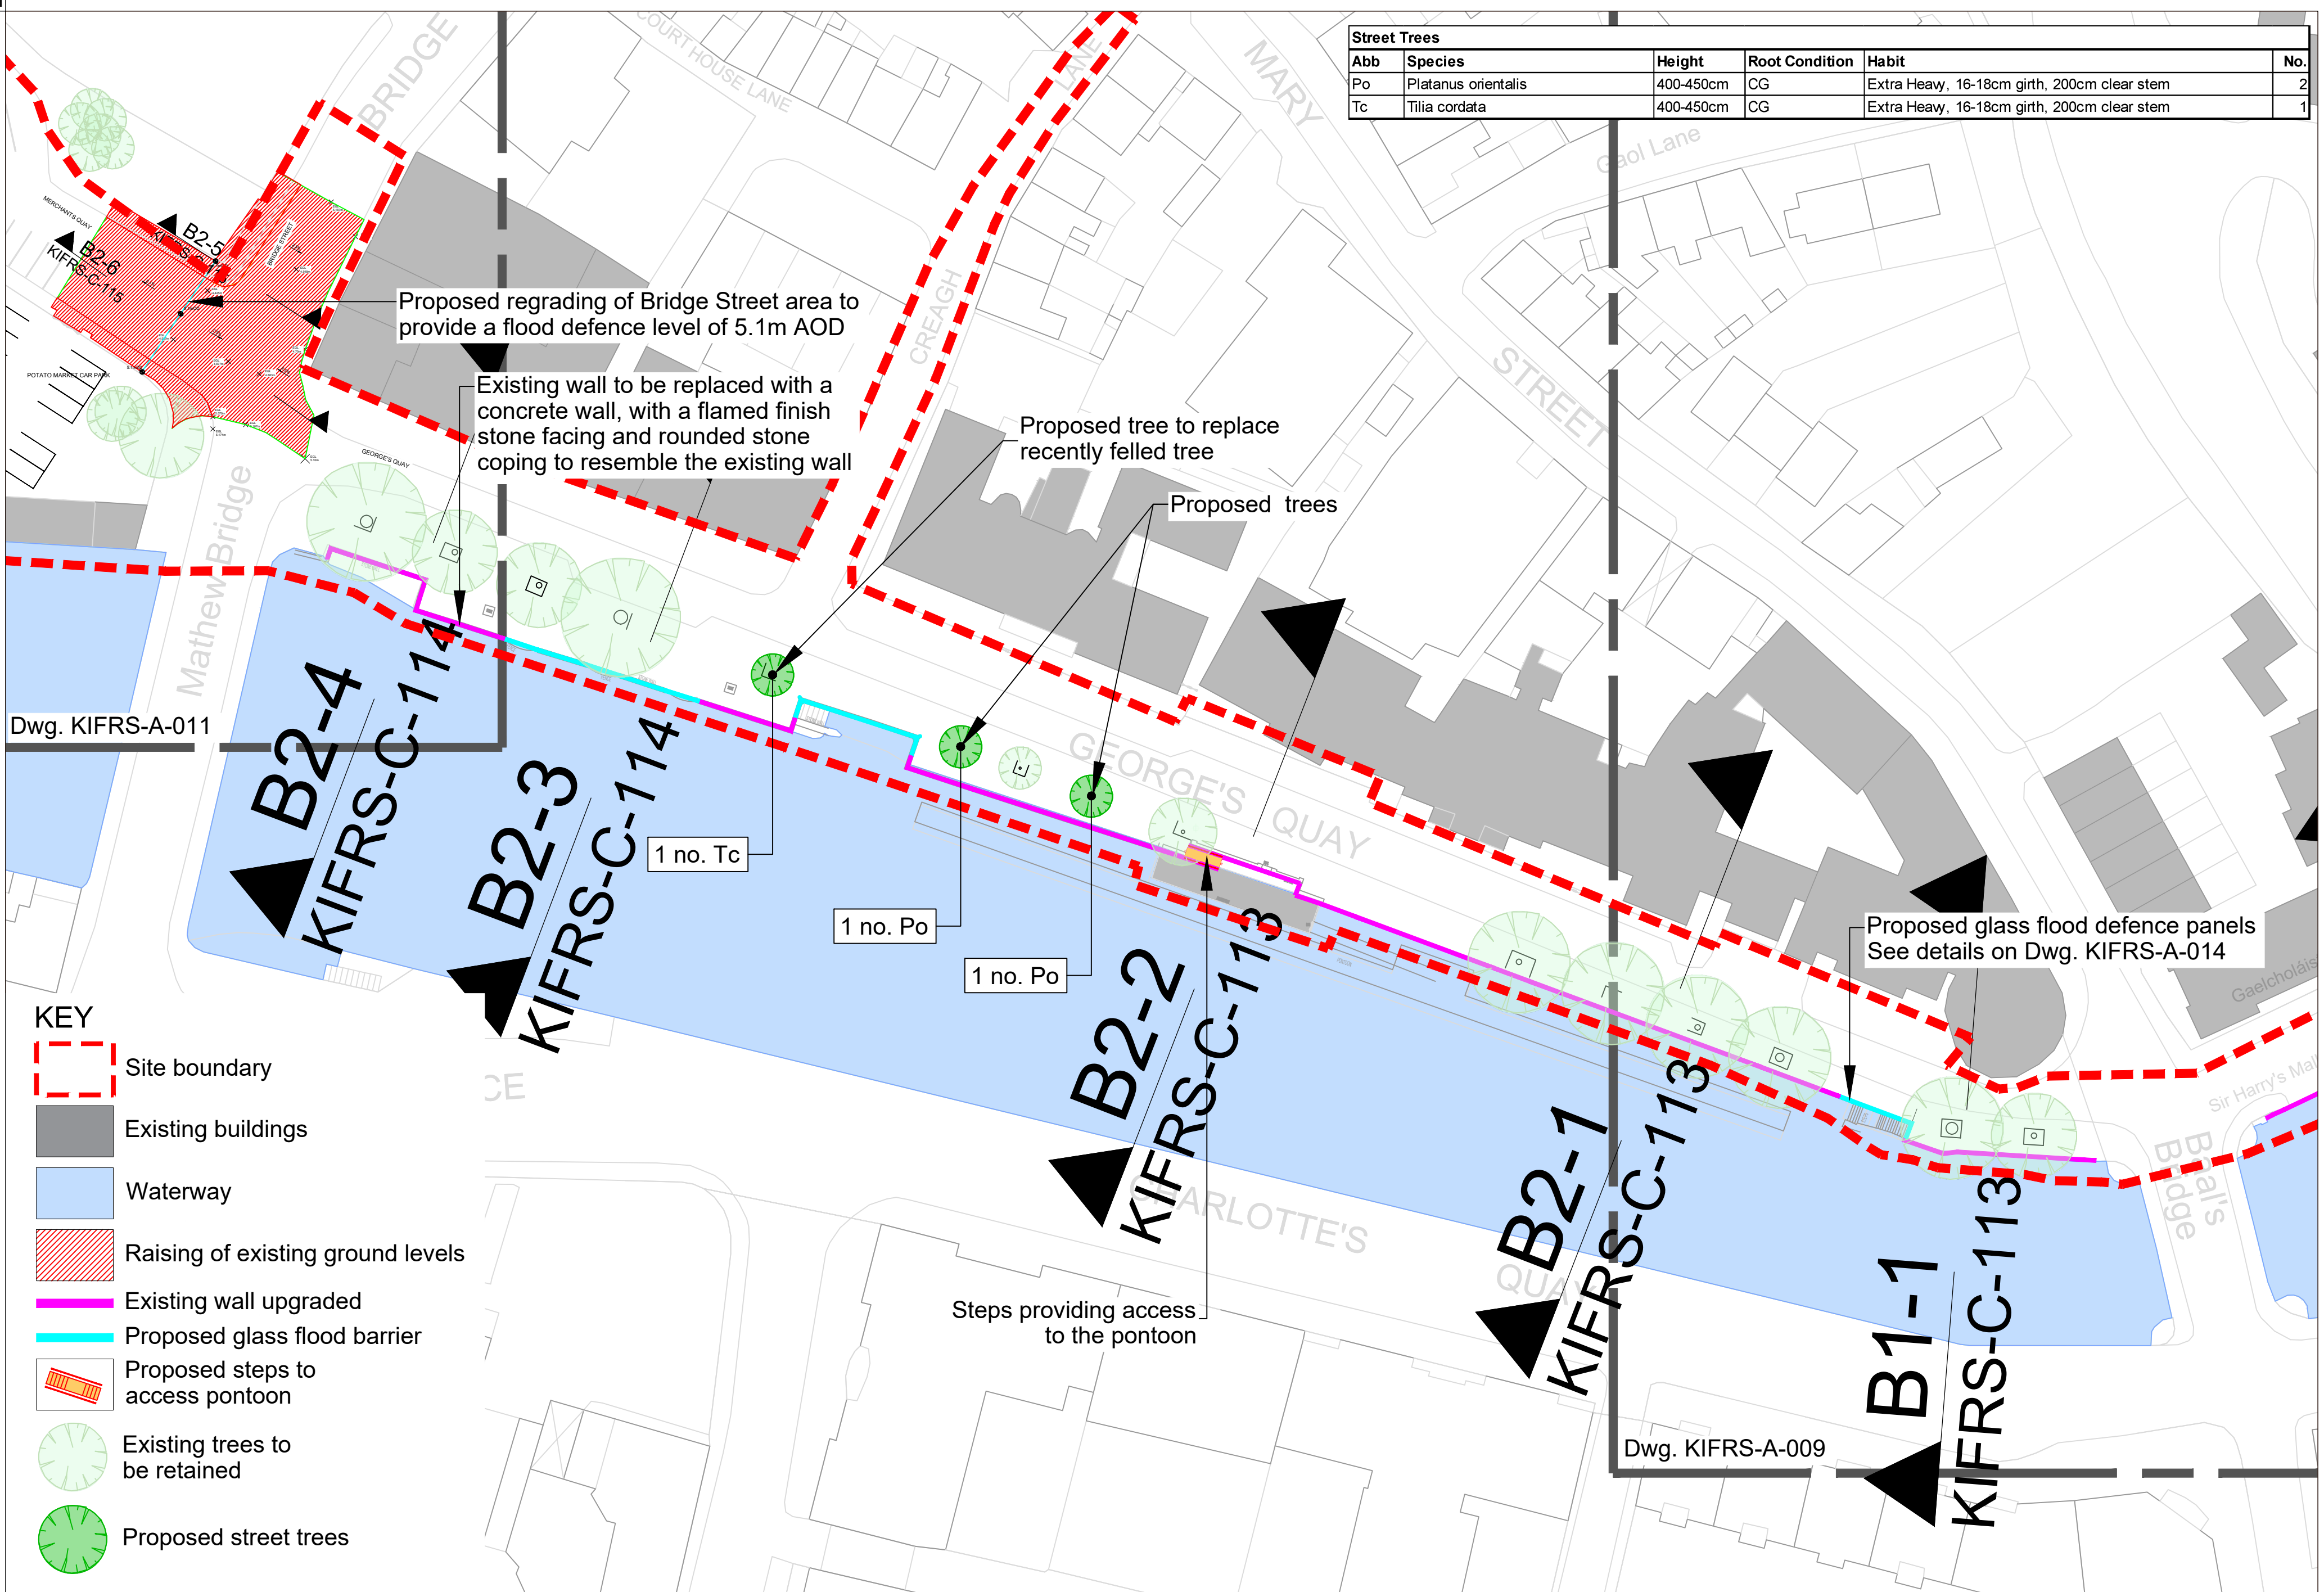 Street Trees
Abb Species Height Root Condition Habit No.
Po Platanus orientalis 400-450cm CG Extra Heavy, 16-18cm girth, 200cm clear stem 2
Tc Tilia cordata 400-450cm CG Extra Heavy, 16-18cm girth, 200cm clear stem 1
BRIDGE
COURT HOUSE LANE
LANE
MARY
Gaol Lane
MERCHANTS QUAY
B2-5
B2-6
KIFRS-C-115
BRIDGE STREET
Proposed regrading of Bridge Street area to
provide a flood defence level of 5.1m AOD
CREAGH
STREET
POTATO MARKET CAR PARK
Existing wall to be replaced with a
concrete wall, with a flamed finish
stone facing and rounded stone
coping to resemble the existing wall
Proposed tree to replace
recently felled tree
GEORGE'S QUAY
Proposed trees
Mathew Bridge
Dwg. KIFRS-A-011
B2-4
KIFRS-C-114
B2-3
KIFRS-C-114
GEORGE'S QUAY
1 no. Tc
1 no. Po
1 no. Po
Proposed glass flood defence panels
See details on Dwg. KIFRS-A-014
Gaelcholáis
B2-2
KIFRS-C-113
Sir Harry's Mal
Baal's
Bridge
B2-1
KIFRS-C-113
B1-1
KIFRS-C-113
CE
CHARLOTTE'S
QUAY
Steps providing access
to the pontoon
Dwg. KIFRS-A-009
KEY
Site boundary
Existing buildings
Waterway
Raising of existing ground levels
Existing wall upgraded
Proposed glass flood barrier
Proposed steps to
access pontoon
Existing trees to
be retained
Proposed street trees